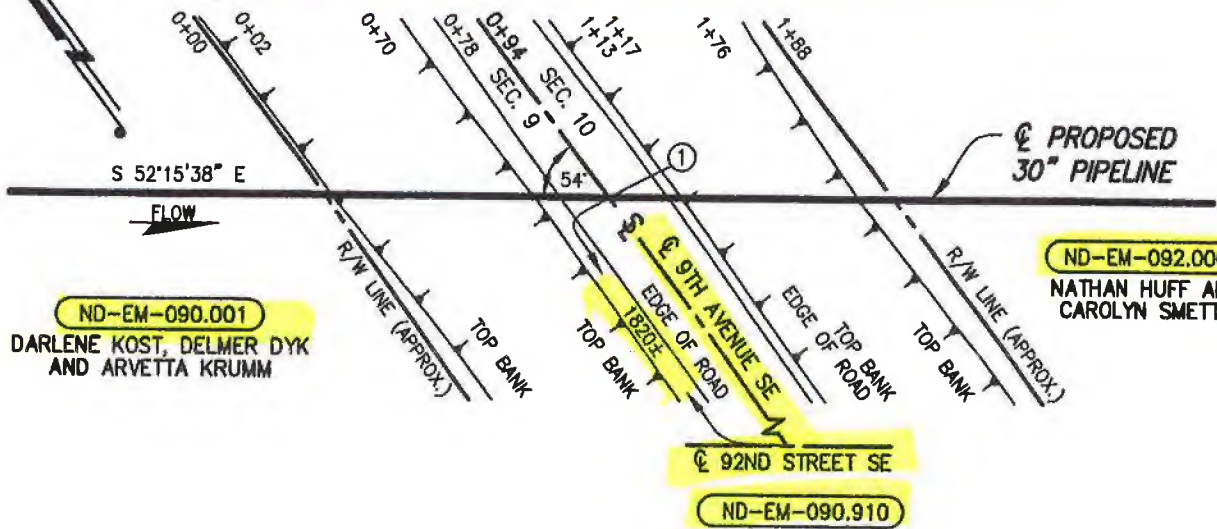 0+00
0+02
0+70
0+78
0+94
1+17
1+13
1+76
1+88
SEC. 9
SEC. 10
℄ PROPOSED
30" PIPELINE
S 52°15'38" E
54°
1
FLOW
R/W LINE (APPROX.)
TOP BANK
TOP BANK
1820±
EDGE OF ROAD
℄ 9TH AVENUE SE
EDGE OF ROAD
TOP BANK
TOP BANK
R/W LINE (APPROX.)
ND-EM-090.001
DARLENE KOST, DELMER DYK
AND ARVETTA KRUMM
ND-EM-092.00
NATHAN HUFF A
CAROLYN SMET
℄ 92ND STREET SE
ND-EM-090.910